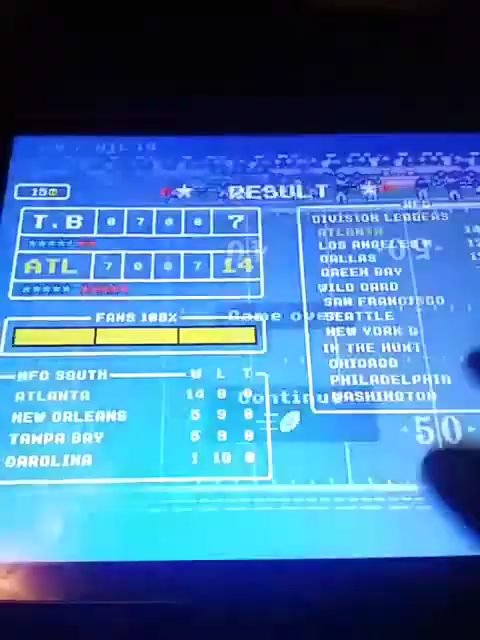 15
RESULT
T.B 0 7 0 0 7
ATL 7 0 0 7 14
FANS 100%
Game over
NFC SOUTH W L T
ATLANTA 14 0 0
NEW ORLEANS 5 9 0
TAMPA BAY 5 9 0
CAROLINA 1 10 0
Continue
NFC
DIVISION LEADERS
ATLANTA
LOS ANGELES R
DALLAS
GREEN BAY
WILD CARD
SAN FRANCISCO
SEATTLE
NEW YORK G
IN THE HUNT
CHICAGO
PHILADELPHIA
WASHINGTON
50